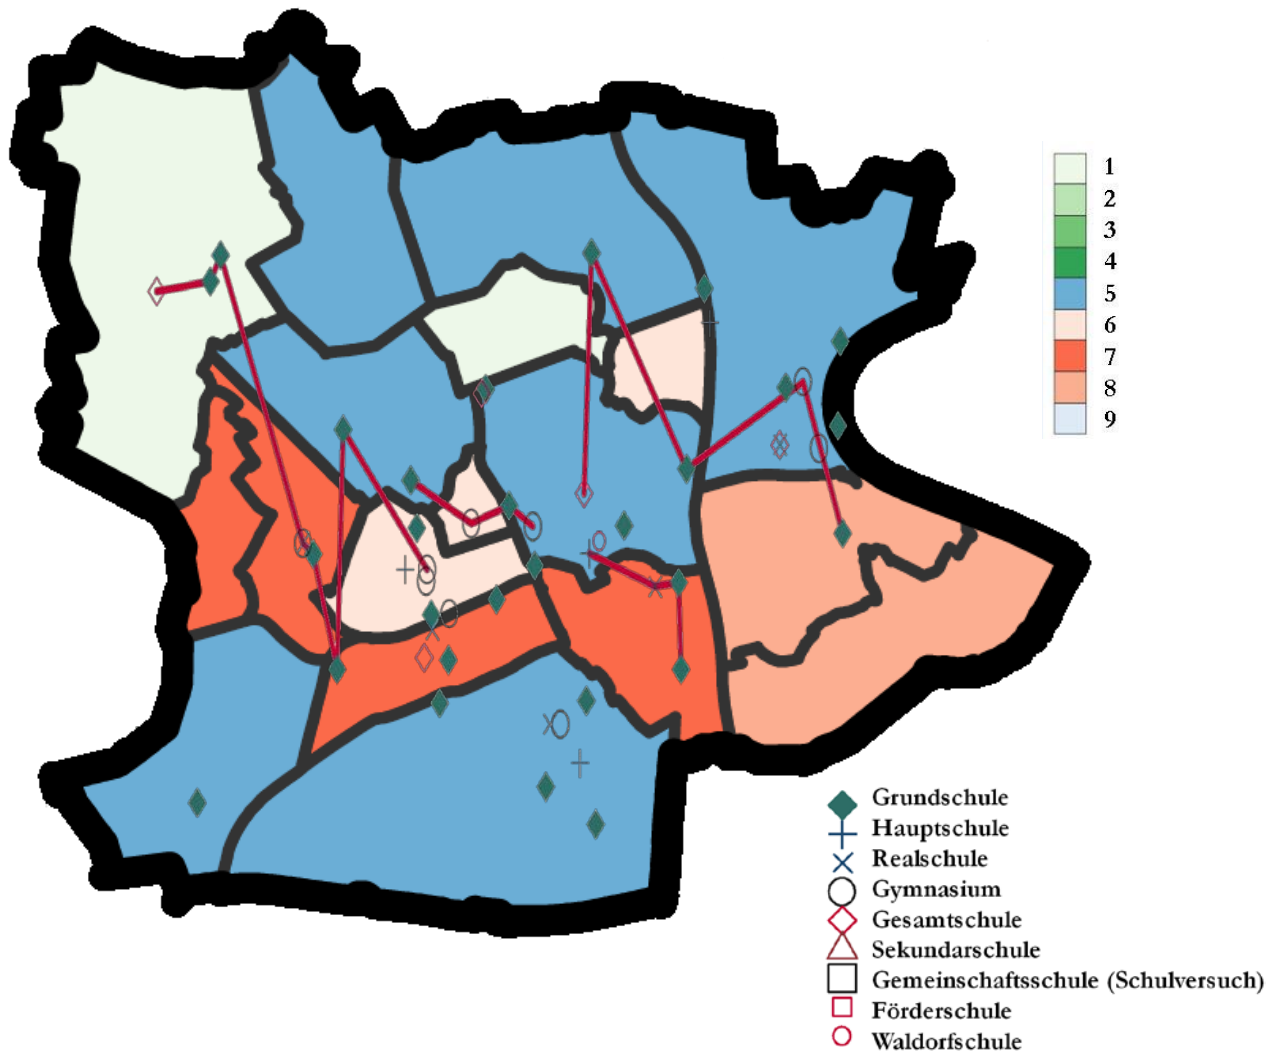 1
2
3
4
5
6
7
8
9
Grundschule
Hauptschule
Realschule
Gymnasium
Gesamtschule
Sekundarschule
Gemeinschaftsschule (Schulversuch)
Förderschule
Waldorfschule